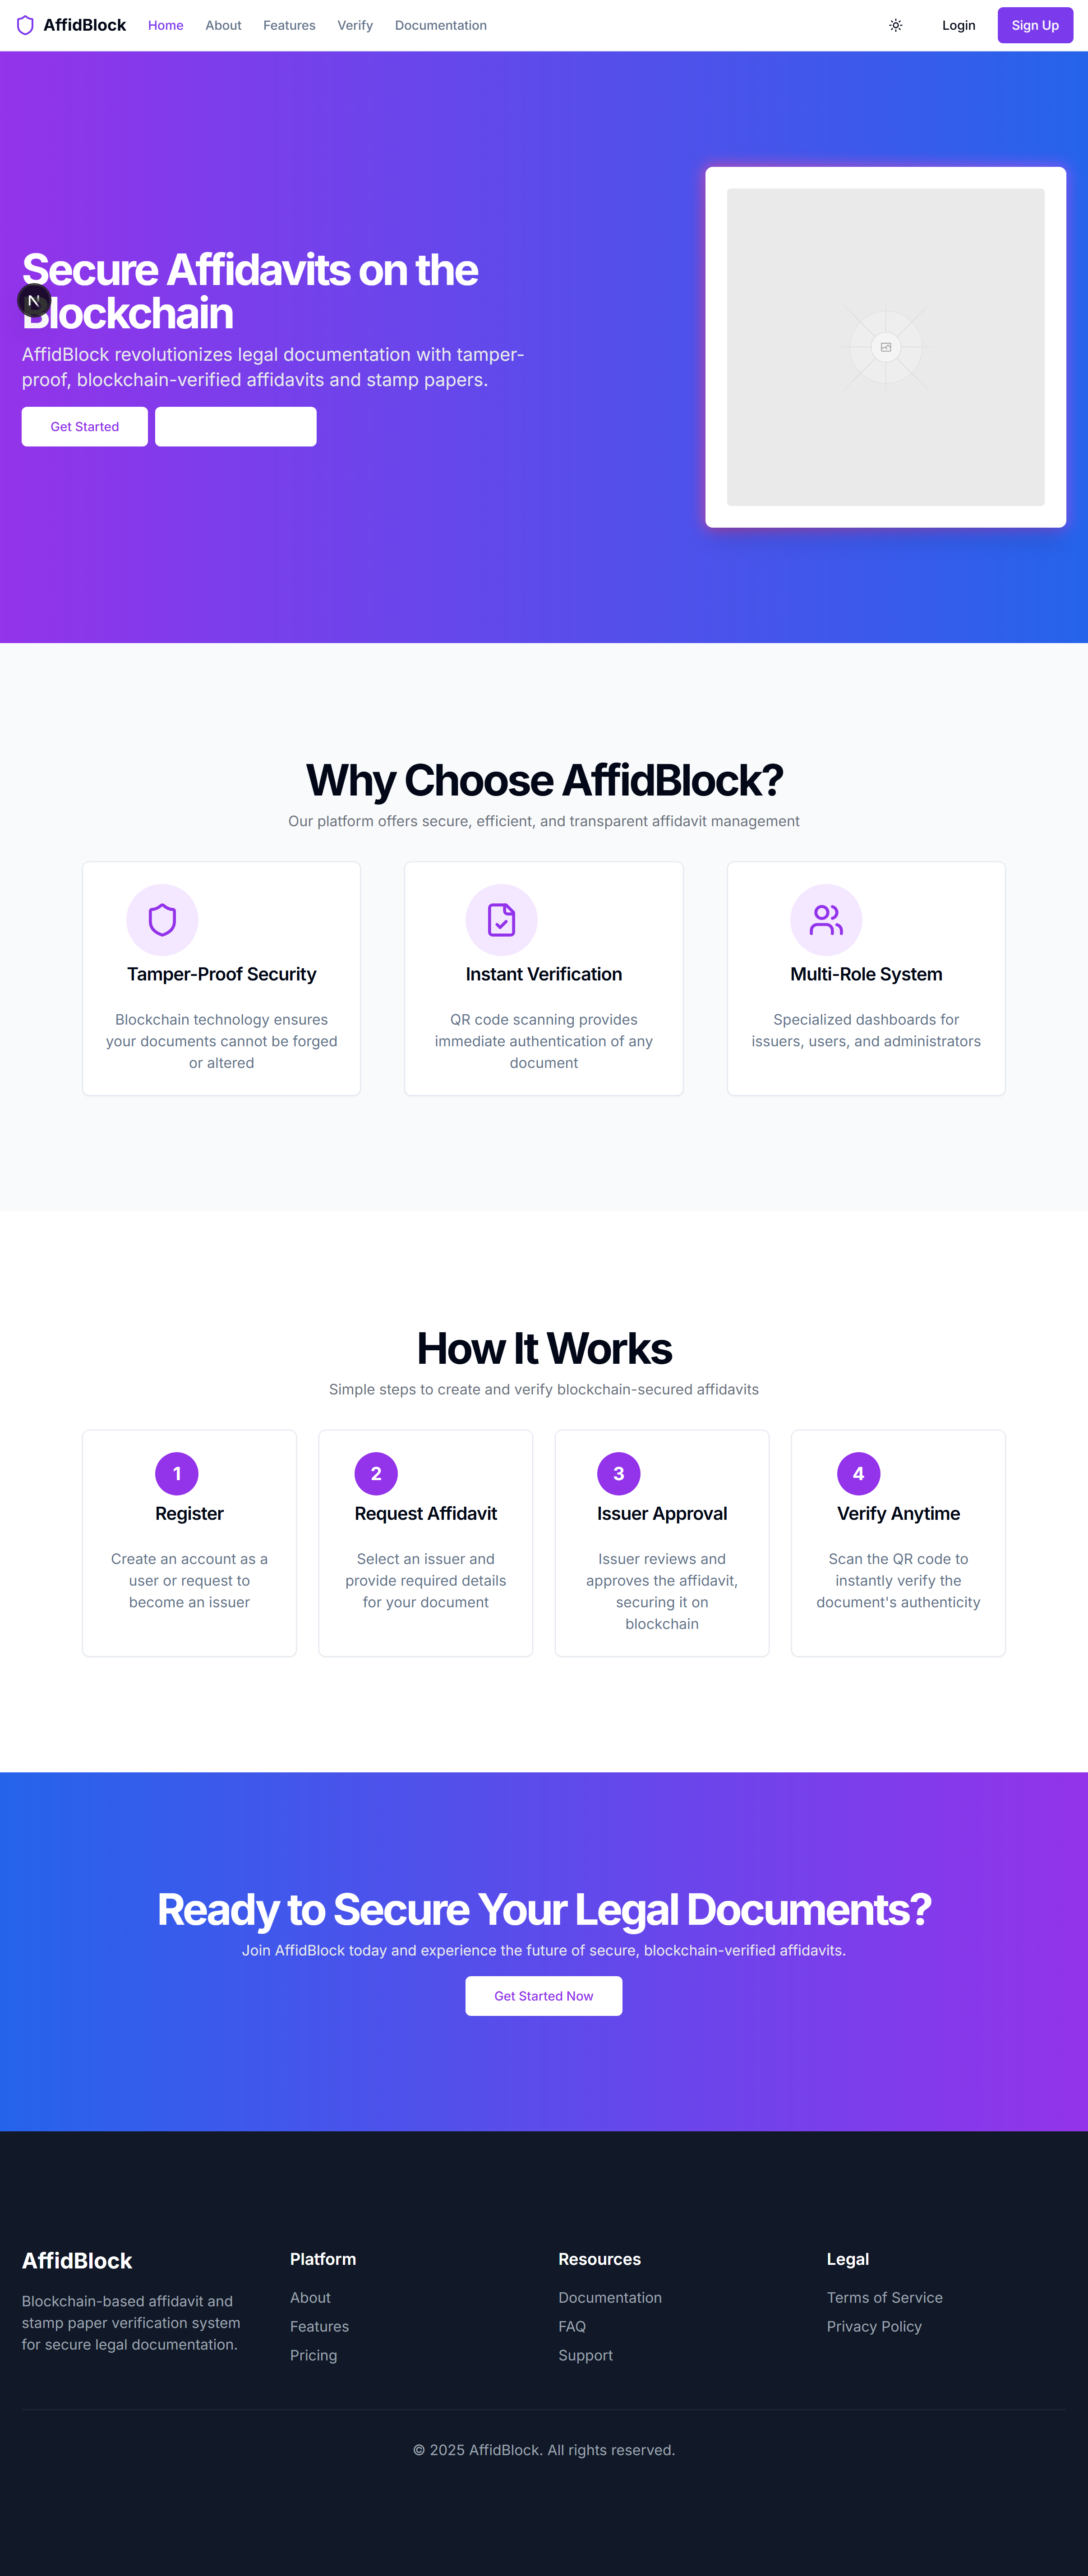 AffidBlock
Home
About
Features
Verify
Documentation
Login
Sign Up
Secure Affidavits on the
Blockchain
N
AffidBlock revolutionizes legal documentation with tamper-
proof, blockchain-verified affidavits and stamp papers.
Get Started
Why Choose AffidBlock?
Our platform offers secure, efficient, and transparent affidavit management
Tamper-Proof Security
Blockchain technology ensures
your documents cannot be forged
or altered
Instant Verification
QR code scanning provides
immediate authentication of any
document
Multi-Role System
Specialized dashboards for
issuers, users, and administrators
How It Works
Simple steps to create and verify blockchain-secured affidavits
1
Register
Create an account as a
user or request to
become an issuer
2
Request Affidavit
Select an issuer and
provide required details
for your document
3
Issuer Approval
Issuer reviews and
approves the affidavit,
securing it on
blockchain
4
Verify Anytime
Scan the QR code to
instantly verify the
document's authenticity
Ready to Secure Your Legal Documents?
Join AffidBlock today and experience the future of secure, blockchain-verified affidavits.
Get Started Now
AffidBlock
Blockchain-based affidavit and
stamp paper verification system
for secure legal documentation.
Platform
About
Features
Pricing
Resources
Documentation
FAQ
Support
Legal
Terms of Service
Privacy Policy
© 2025 AffidBlock. All rights reserved.